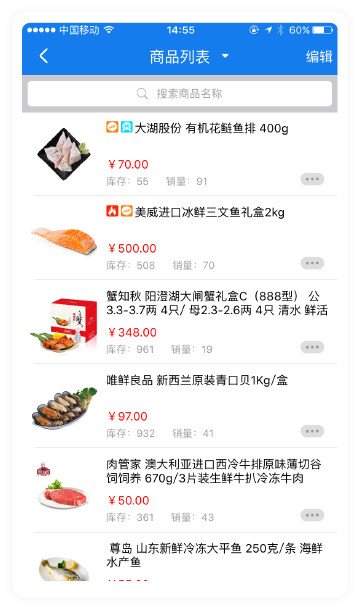 中国移动 14:55 60%
商品列表 编辑
搜索商品名称
大湖股份 有机花鲢鱼排 400g
￥70.00
库存：55 销量：91
美威进口冰鲜三文鱼礼盒2kg
￥500.00
库存：508 销量：70
蟹知秋 阳澄湖大闸蟹礼盒C（888型） 公
3.3-3.7两 4只/ 母2.3-2.6两 4只 清水 鲜活
￥348.00
库存：961 销量：19
唯鲜良品 新西兰原装青口贝1Kg/盒
￥97.00
库存：932 销量：41
肉管家 澳大利亚进口西冷牛排原味薄切谷
饲饲养 670g/3片装生鲜牛扒冷冻牛肉
￥50.00
库存：361 销量：43
尊岛 山东新鲜冷冻大平鱼 250克/条 海鲜
水产鱼